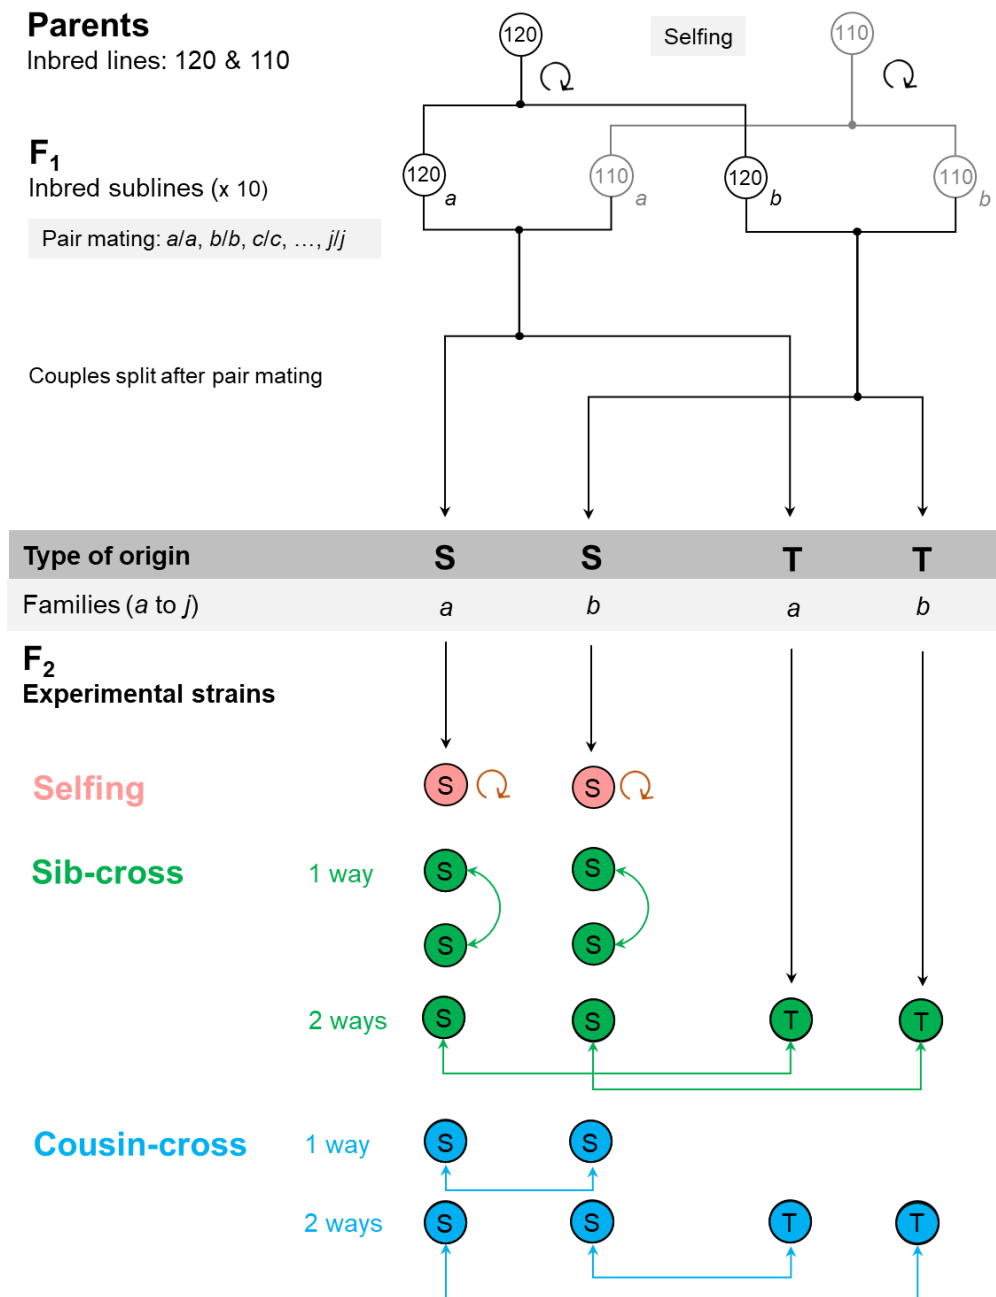 Parents
Inbred lines: 120 & 110
120
Selfing
110
F1
Inbred sublines (x 10)
120 a
110 a
120 b
110 b
Pair mating: a/a, b/b, c/c, …, j/j
Couples split after pair mating
Type of origin S S T T
Families (a to j) a b a b
F2
Experimental strains
Selfing S S
Sib-cross 1 way S S
S S
2 ways S S T T
Cousin-cross 1 way S S
2 ways S S T T